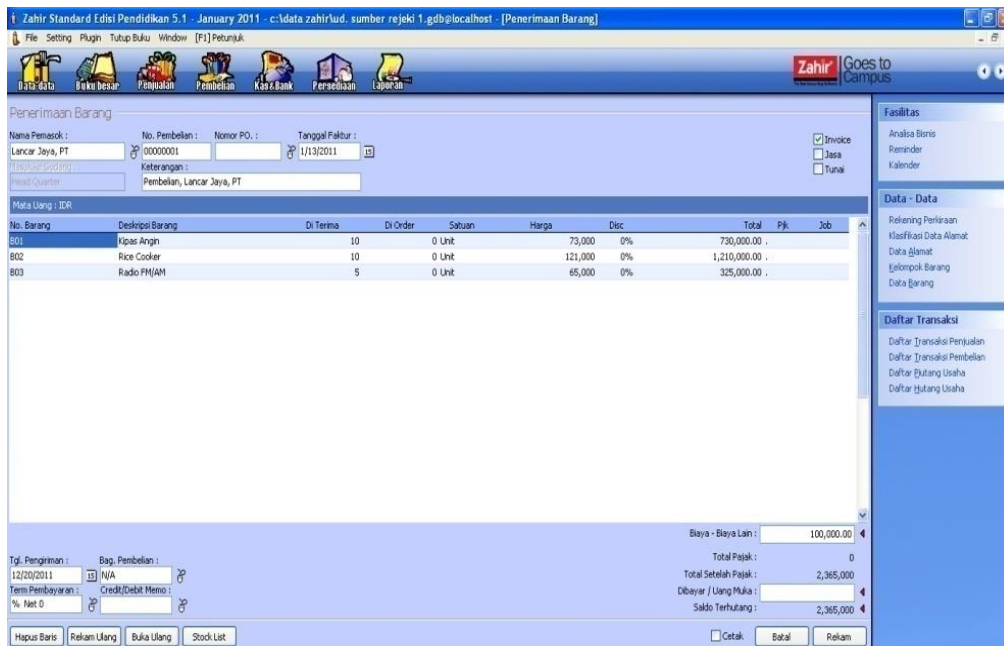 Zahir Standard Edisi Pendidikan 5.1 - January 2011 - c:\data zahir\ud. sumber rejeki 1.gdb@localhost - [Penerimaan Barang]
File Setting Plugin Tutup Buku Window [F1] Petunjuk
Data-data Buku besar Penjualan Pembelian Kas & Bank Persediaan Laporan
Zahir Goes to Campus
Penerimaan Barang
Nama Pemasok : No. Pembelian : Nomor PO. : Tanggal Faktur :
Lancar Jaya, PT 00000001 1/13/2011 15
Invoice
Jasa
Tunai
Keterangan :
Head Quarter Pembelian, Lancar Jaya, PT
Mata Uang : IDR
No. Barang Deskripsi Barang Di Terima Di Order Satuan Harga Disc Total Pjk Job
B01 Kipas Angin 10 0 Unit 73,000 0% 730,000.00 .
B02 Rice Cooker 10 0 Unit 121,000 0% 1,210,000.00 .
B03 Radio FM/AM 5 0 Unit 65,000 0% 325,000.00 .
Biaya - Biaya Lain : 100,000.00
Total Pajak : 0
Total Setelah Pajak : 2,365,000
Dibayar / Uang Muka :
Saldo Terhutang : 2,365,000
Tgl. Pengiriman : Bag. Pembelian :
12/20/2011 15 N/A
Term Pembayaran : Credit/Debit Memo :
% Net 0
Hapus Baris Rekam Ulang Buka Ulang Stock List Cetak Batal Rekam
Fasilitas
Analisa Bisnis
Reminder
Kalender
Data - Data
Rekening Perkiraan
Klasifikasi Data Alamat
Data Alamat
Kelompok Barang
Data Barang
Daftar Transaksi
Daftar Transaksi Penjualan
Daftar Transaksi Pembelian
Daftar Piutang Usaha
Daftar Hutang Usaha